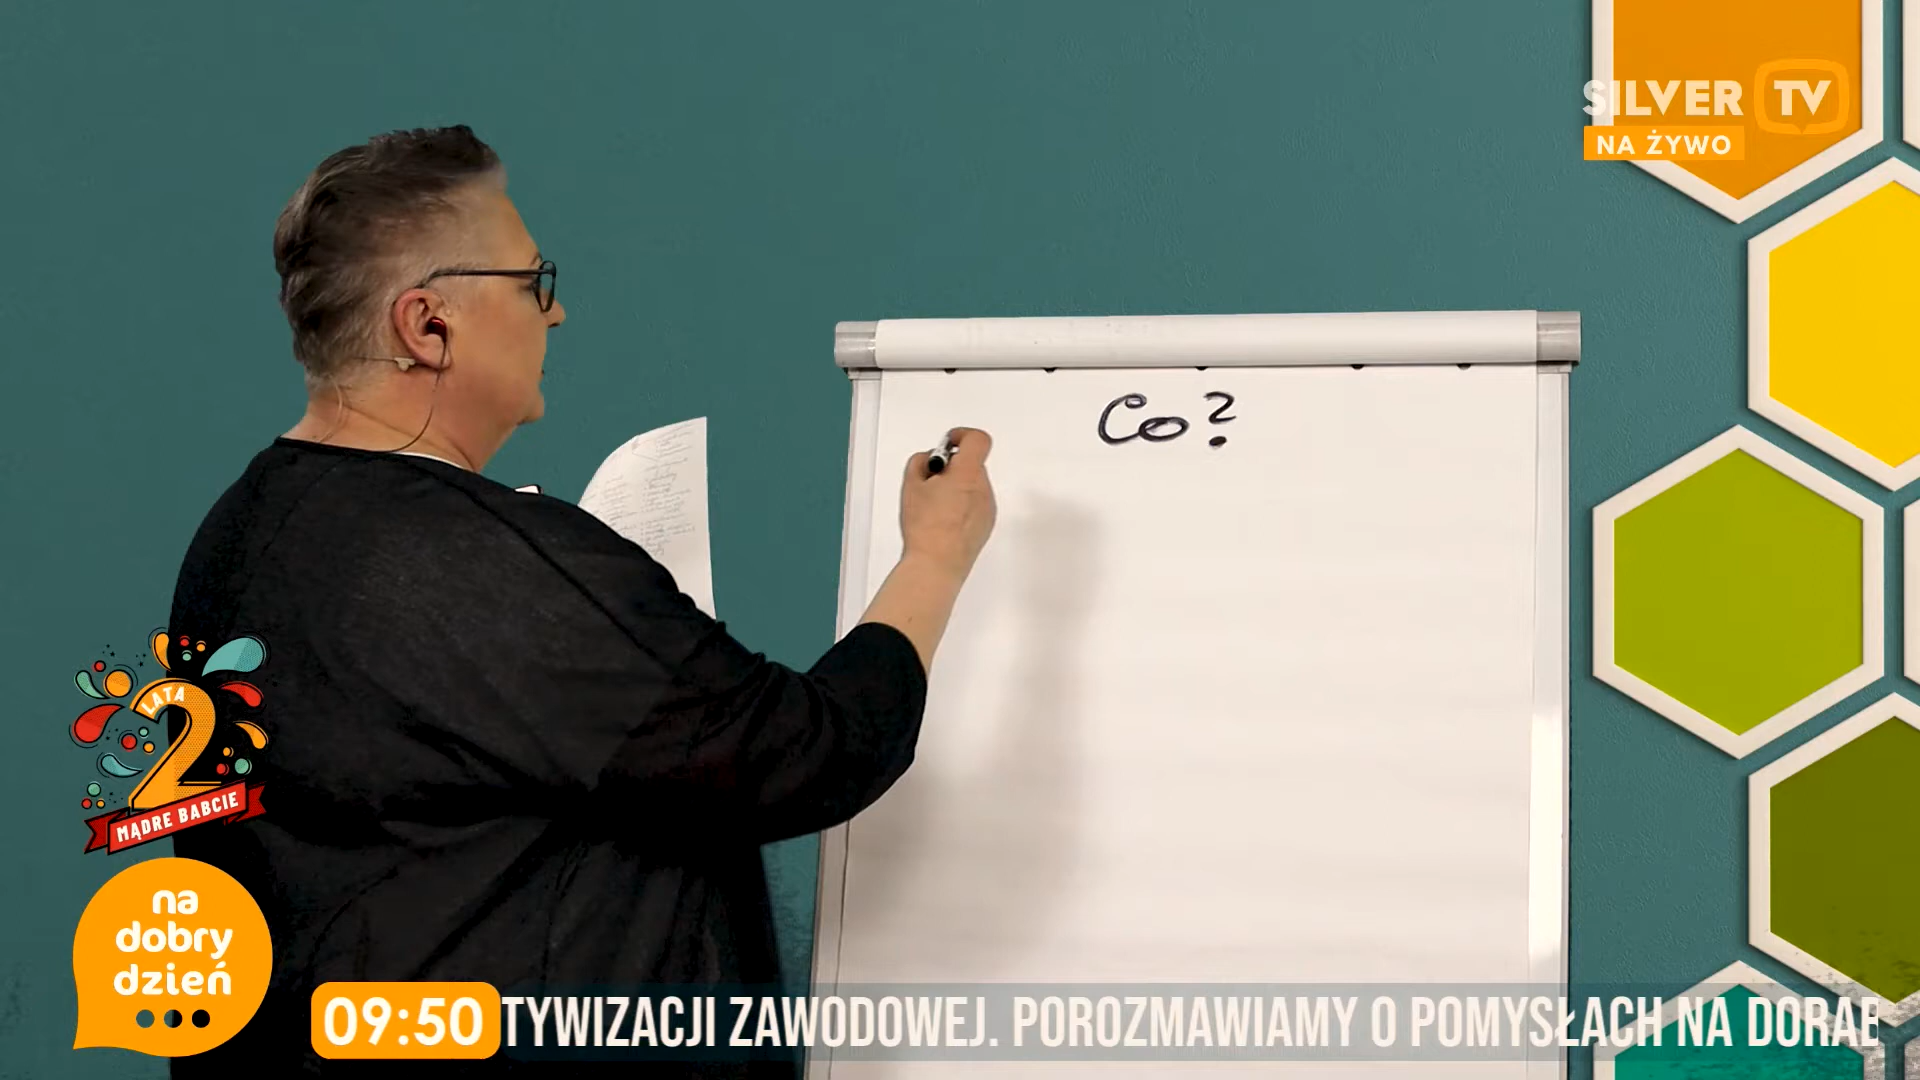 SILVER TV
NA ŻYWO
Co?
LATA
2
MĄDRE BABCIE
na
dobry
dzień
09:50
TYWIZACJI ZAWODOWEJ. POROZMAWIAMY O POMYSŁACH NA DORAB